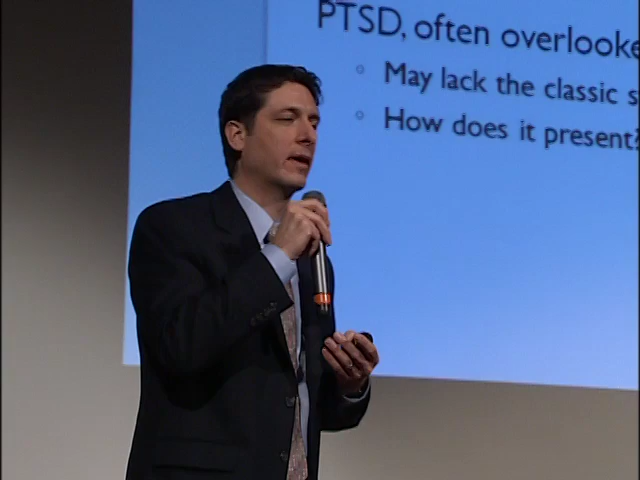 PTSD, often overlooke
May lack the classic s
How does it present?